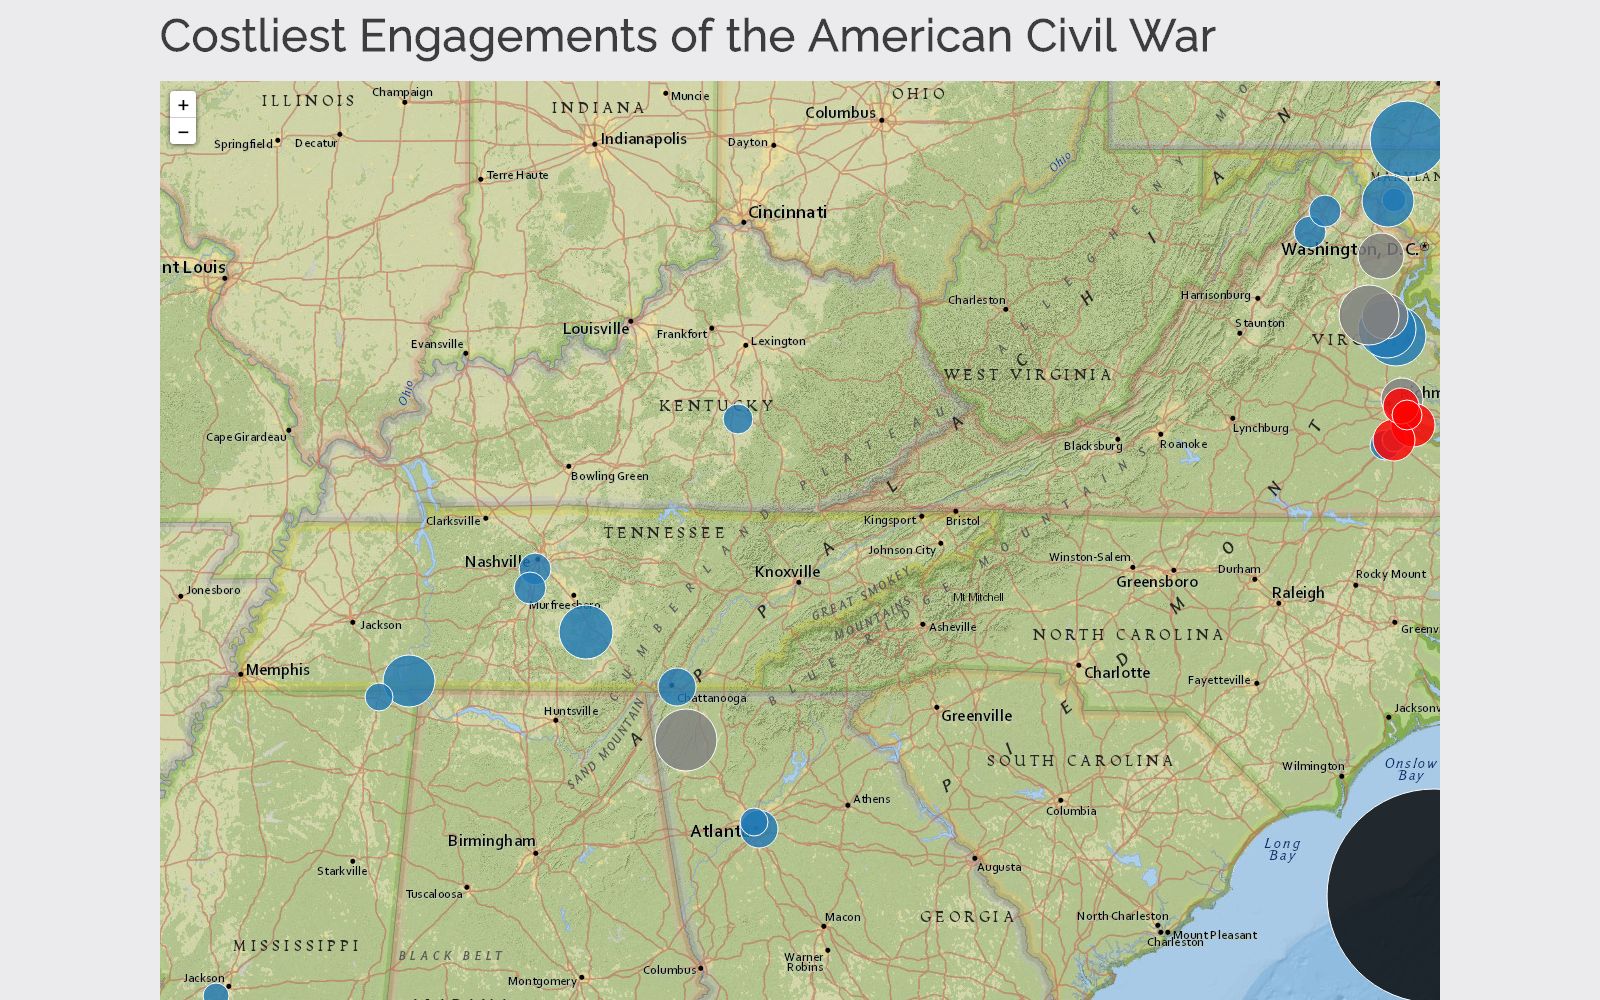 Costliest Engagements of the American Civil War
+
−
ILLINOIS
Champaign
INDIANA
Muncie
OHIO
Columbus
Springfield
Decatur
Indianapolis
Dayton
Terre Haute
Ohio
Cincinnati
nt Louis
Washington, D.C.
Charleston
Harrisonburg
Staunton
Louisville
Frankfort
Lexington
Evansville
WEST VIRGINIA
Ohio
KENTUCKY
Cape Girardeau
Bowling Green
Blacksburg
Roanoke
Lynchburg
PLATEAU
CUMBERLAND
ALLEGHENY
MOUNTAINS
APPALACHIAN
PIEDMONT
Clarksville
TENNESSEE
Kingsport
Bristol
Nashville
Johnson City
Knoxville
Winston-Salem
Greensboro
Durham
Raleigh
Rocky Mount
Jonesboro
Murfreesboro
GREAT SMOKEY
MOUNTAINS
BLUE RIDGE
Mt Mitchell
Jackson
Asheville
NORTH CAROLINA
Greenv
Memphis
Charlotte
Fayetteville
Chattanooga
Huntsville
SAND MOUNTAIN
Greenville
Jacksonv
SOUTH CAROLINA
Wilmington
Onslow
Bay
Athens
Columbia
Atlant
Birmingham
Long
Bay
Starkville
Augusta
Tuscaloosa
Macon
GEORGIA
North Charleston
Mount Pleasant
Charleston
MISSISSIPPI
BLACK BELT
Warner
Robins
Columbus
Jackson
Montgomery